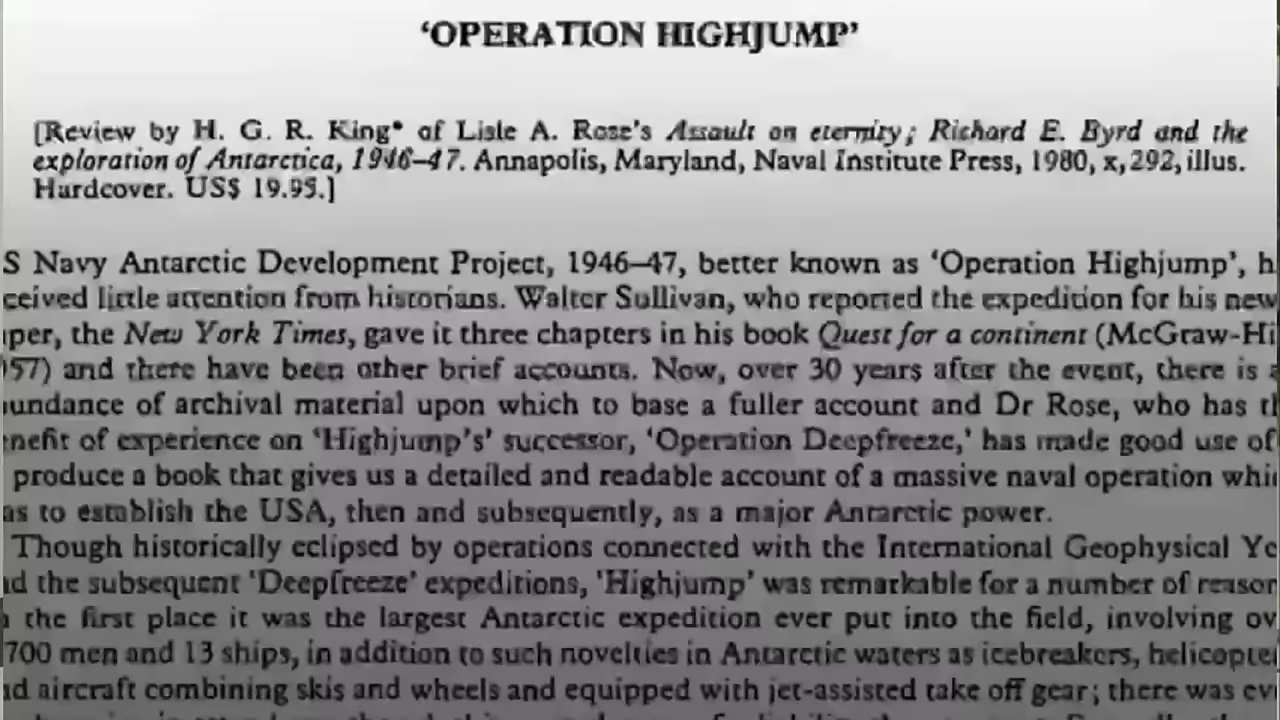 ‘OPERATION HIGHJUMP’
[Review by H. G. R. King* of Lisle A. Rose's Assault on eternity; Richard E. Byrd and the
exploration of Antarctica, 1946–47. Annapolis, Maryland, Naval Institute Press, 1980, x, 292, illus.
Hardcover. US$ 19.95.]
S Navy Antarctic Development Project, 1946–47, better known as ‘Operation Highjump’, h
ceived little attention from historians. Walter Sullivan, who reported the expedition for his new
per, the New York Times, gave it three chapters in his book Quest for a continent (McGraw-Hi
957) and there have been other brief accounts. Now, over 30 years after the event, there is a
undance of archival material upon which to base a fuller account and Dr Rose, who has th
nefit of experience on ‘Highjump's’ successor, ‘Operation Deepfreeze,’ has made good use of
produce a book that gives us a detailed and readable account of a massive naval operation whi
as to establish the USA, then and subsequently, as a major Antarctic power.
Though historically eclipsed by operations connected with the International Geophysical Ye
d the subsequent ‘Deepfreeze’ expeditions, ‘Highjump’ was remarkable for a number of reason
the first place it was the largest Antarctic expedition ever put into the field, involving ov
700 men and 13 ships, in addition to such novelties in Antarctic waters as icebreakers, helicopte
d aircraft combining skis and wheels and equipped with jet-assisted take off gear; there was ev